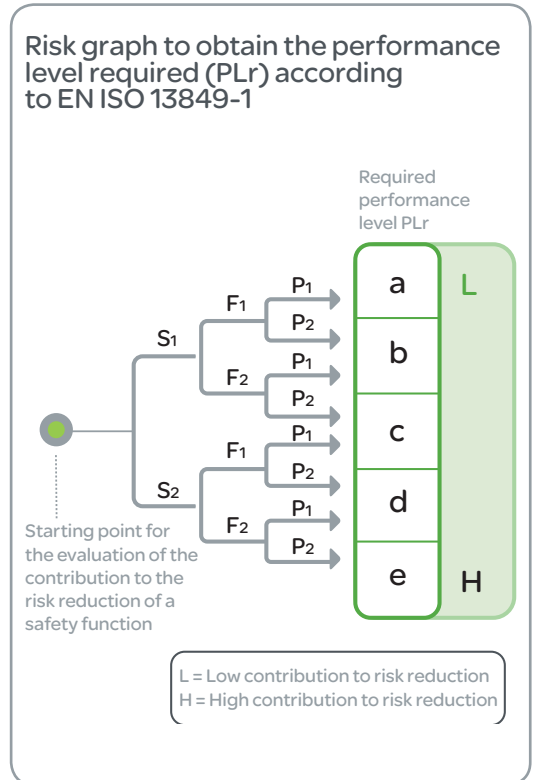 Risk graph to obtain the performance
level required (PLr) according
to EN ISO 13849-1
Required
performance
level PLr
a
L
P1
F1
P2
S1
b
P1
F2
P2
c
P1
F1
P2
S2
d
P1
F2
P2
e
H
Starting point for
the evaluation of the
contribution to the
risk reduction of a
safety function
L = Low contribution to risk reduction
H = High contribution to risk reduction